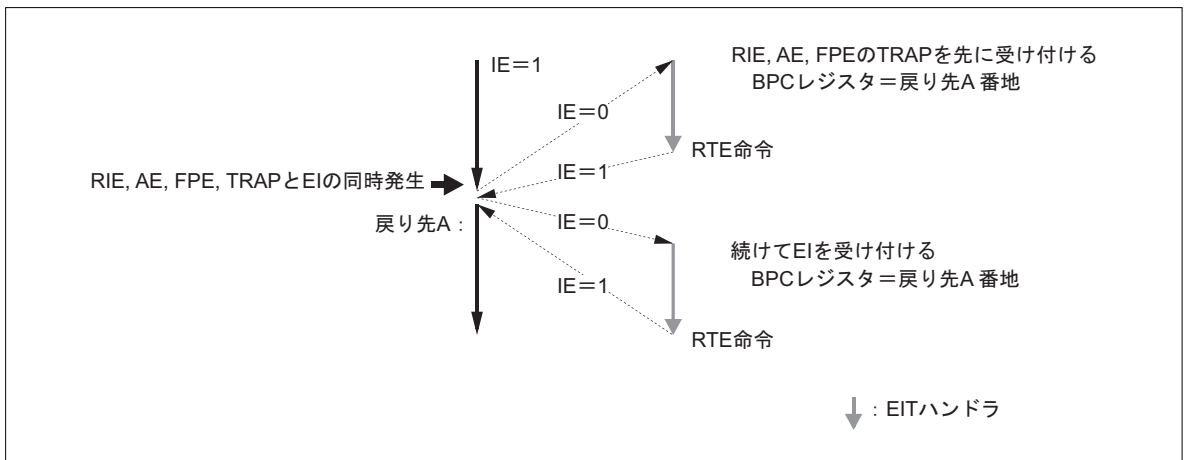 IE＝1
RIE, AE, FPEのTRAPを先に受け付ける
BPCレジスタ＝戻り先A 番地
IE＝0
RTE命令
IE＝1
RIE, AE, FPE, TRAPとEIの同時発生
戻り先A：
IE＝0
続けてEIを受け付ける
BPCレジスタ＝戻り先A 番地
IE＝1
RTE命令
：EITハンドラ